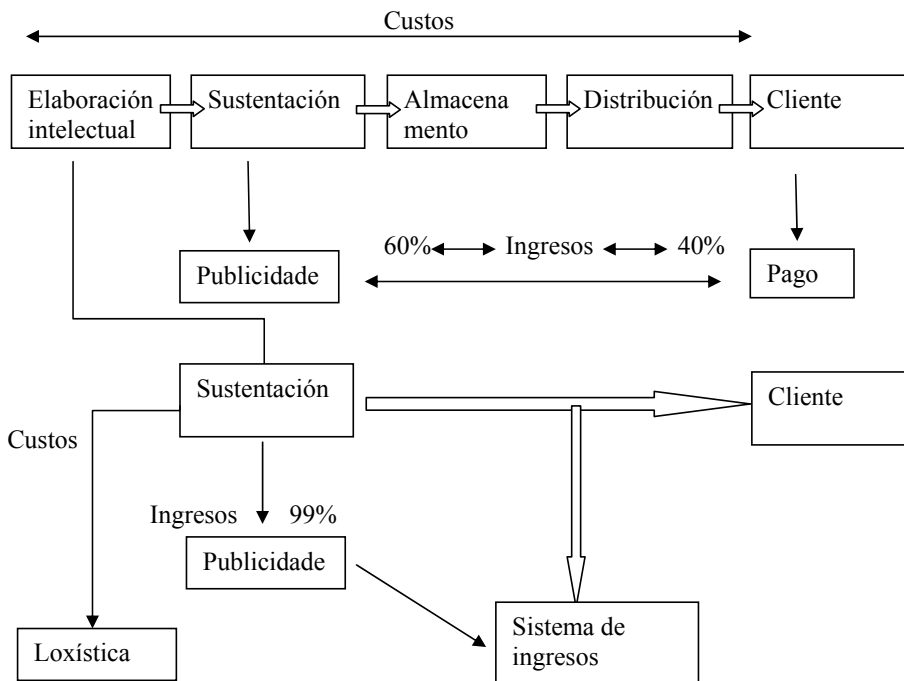 Custos
Elaboración
intelectual
Sustentación
Almacena
mento
Distribución
Cliente
60%
Ingresos
40%
Publicidade
Pago
Sustentación
Cliente
Custos
Ingresos 99%
Publicidade
Sistema de
ingresos
Loxística